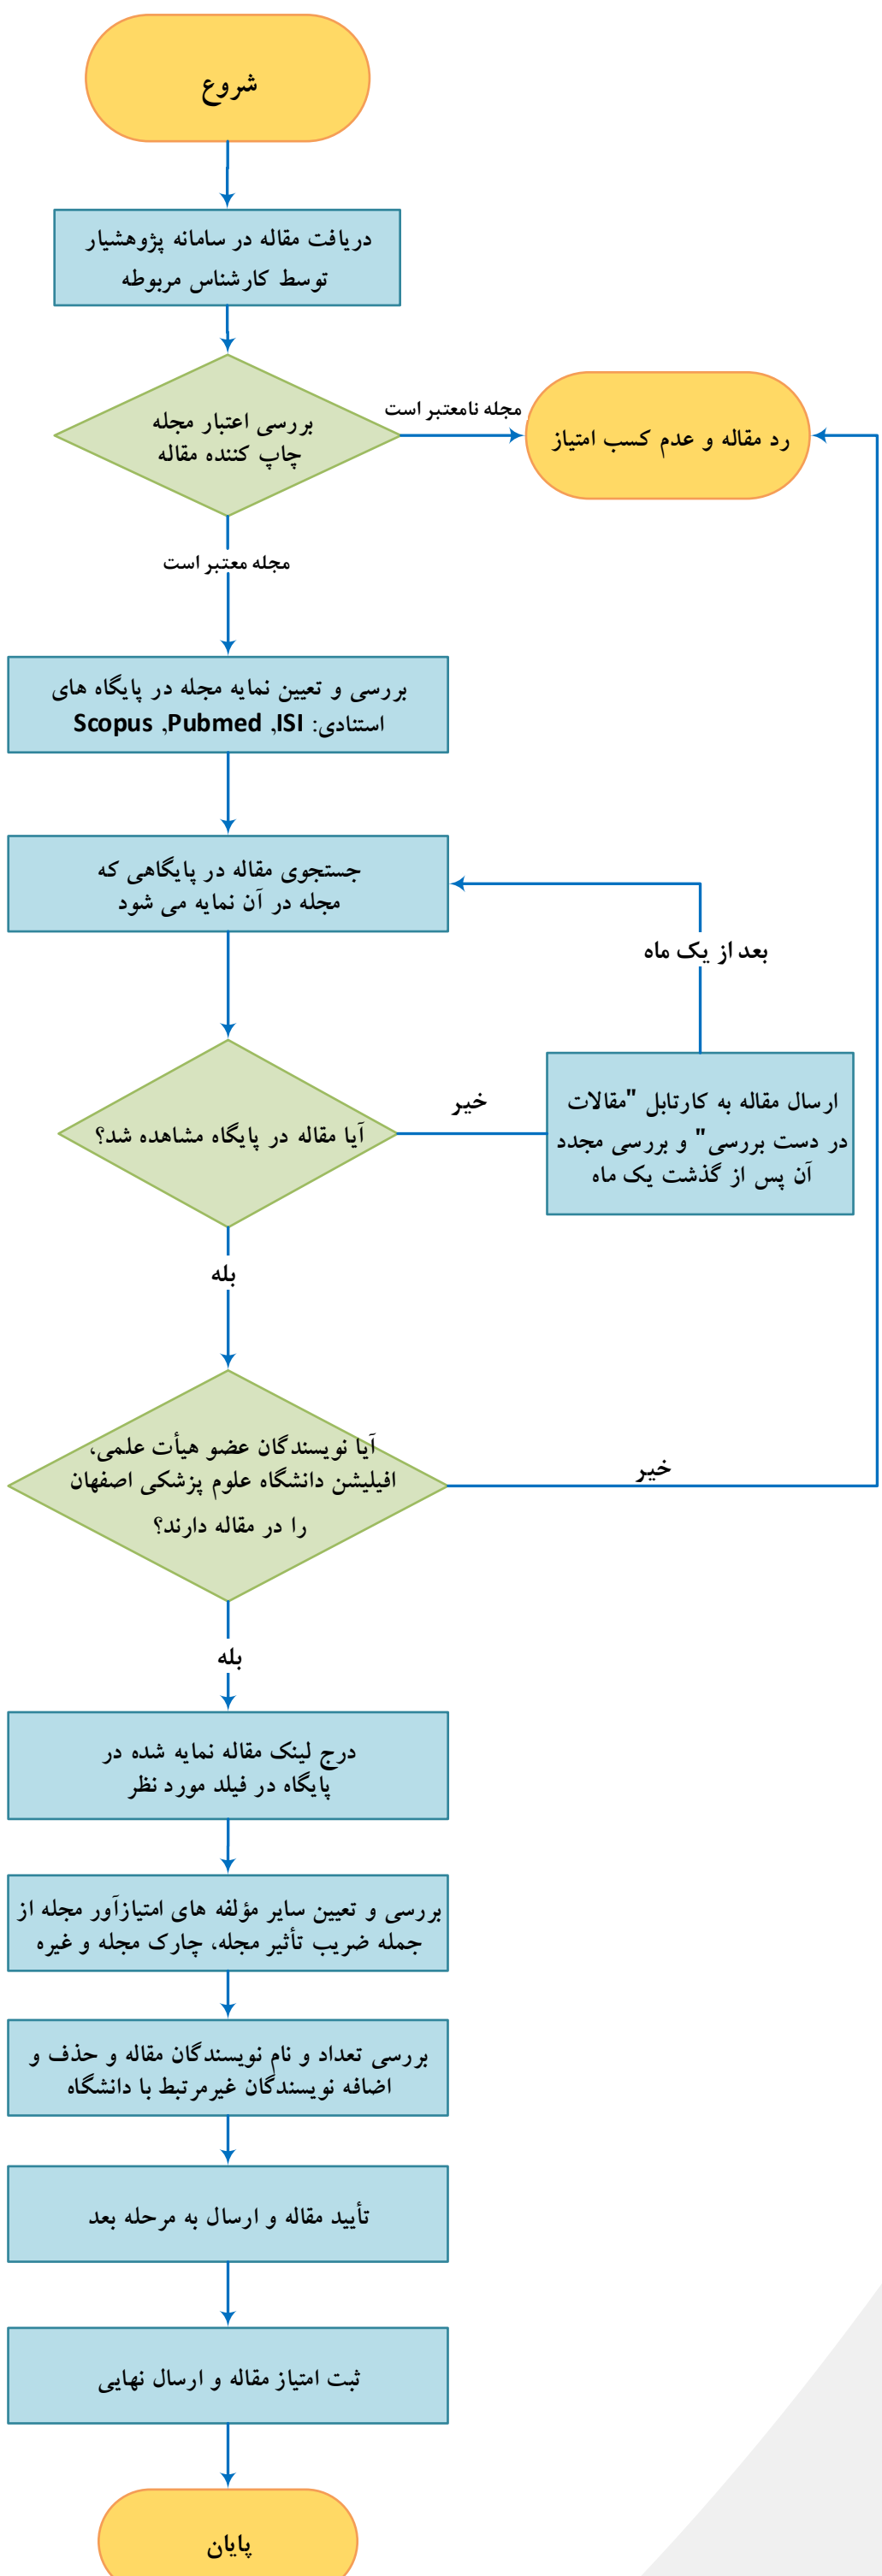 شروع
دریافت مقاله در سامانه پژوهشیار
توسط کارشناس مربوطه
بررسی اعتبار مجله
چاپ کننده مقاله
مجله نامعتبر است
رد مقاله و عدم کسب امتیاز
مجله معتبر است
بررسی و تعیین نمایه مجله در پایگاه های
استنادی: Scopus ,Pubmed ,ISI
جستجوی مقاله در پایگاهی که
مجله در آن نمایه می شود
بعد از یک ماه
آیا مقاله در پایگاه مشاهده شد؟
خیر
ارسال مقاله به کارتابل "مقالات
در دست بررسی" و بررسی مجدد
آن پس از گذشت یک ماه
بله
آیا نویسندگان عضو هیأت علمی،
افیلیشن دانشگاه علوم پزشکی اصفهان
را در مقاله دارند؟
خیر
بله
درج لینک مقاله نمایه شده در
پایگاه در فیلد مورد نظر
بررسی و تعیین سایر مؤلفه های امتیازآور مجله از
جمله ضریب تأثیر مجله، چارک مجله و غیره
بررسی تعداد و نام نویسندگان مقاله و حذف و
اضافه نویسندگان غیرمرتبط با دانشگاه
تأیید مقاله و ارسال به مرحله بعد
ثبت امتیاز مقاله و ارسال نهایی
پایان